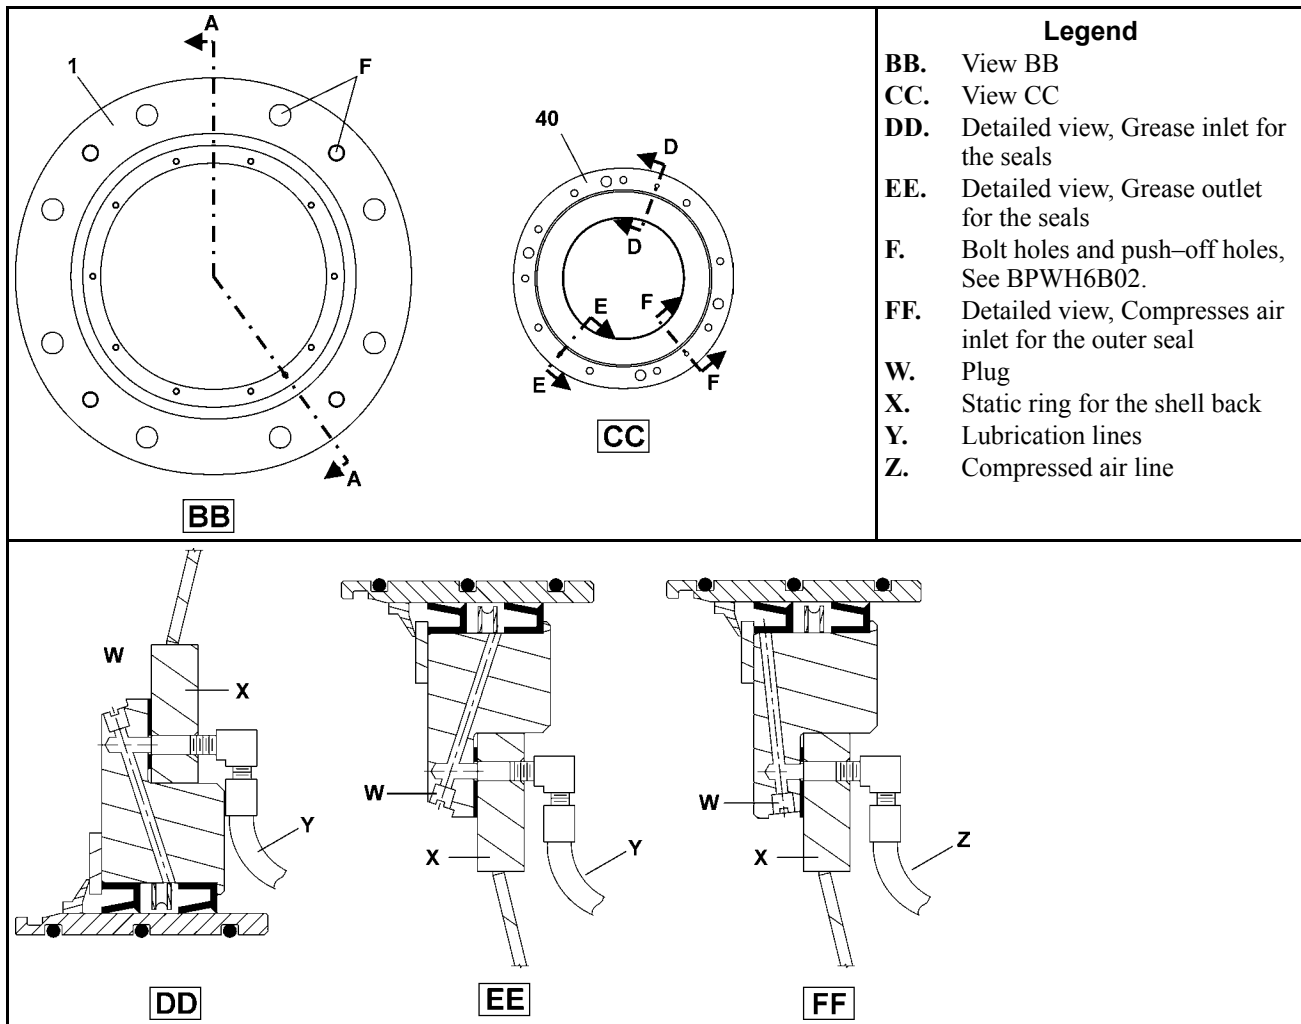 A
1
F
A
BB
40
D
D
E
F
E
F
CC
Legend
BB. View BB
CC. View CC
DD. Detailed view, Grease inlet for
the seals
EE. Detailed view, Grease outlet
for the seals
F. Bolt holes and push–off holes,
See BPWH6B02.
FF. Detailed view, Compresses air
inlet for the outer seal
W. Plug
X. Static ring for the shell back
Y. Lubrication lines
Z. Compressed air line
W
X
Y
DD
W
X
Y
EE
W
X
Z
FF